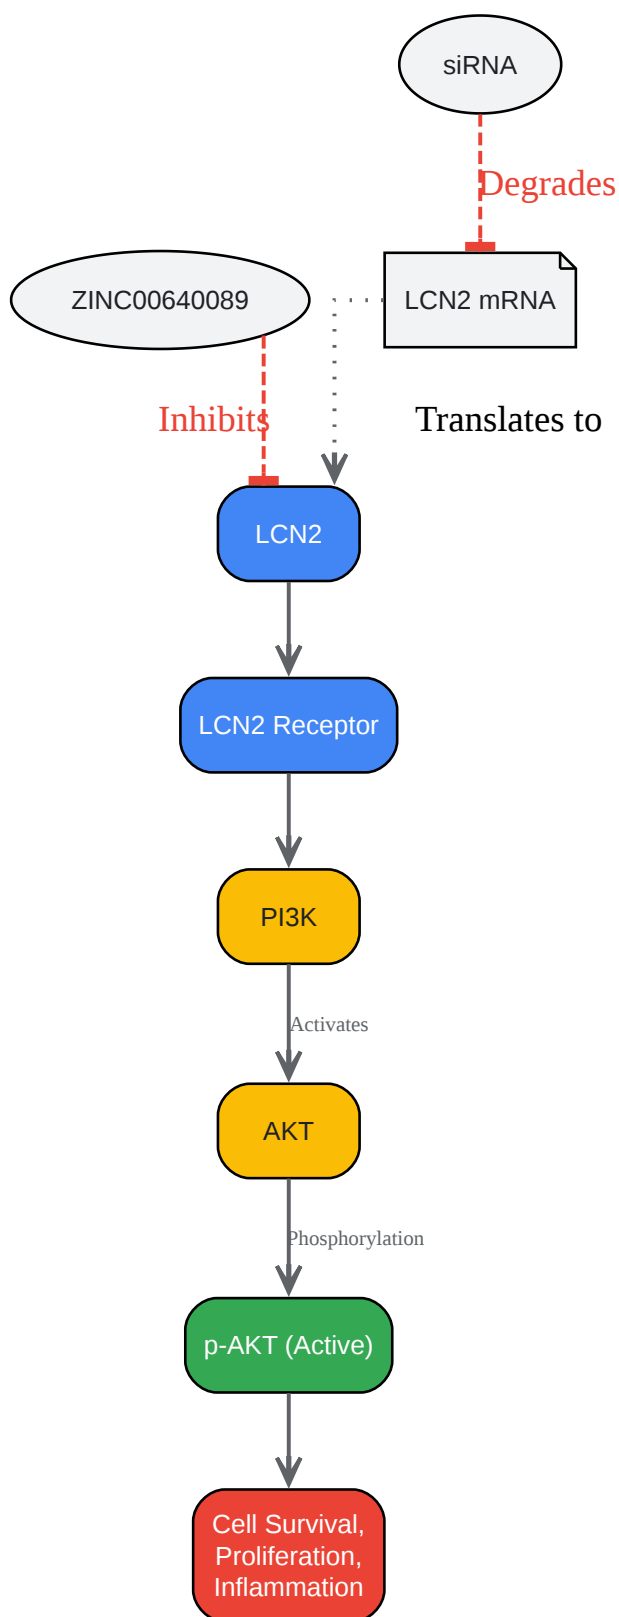 siRNA
Degrades
ZINC00640089
LCN2 mRNA
Inhibits
Translates to
LCN2
LCN2 Receptor
PI3K
Activates
AKT
Phosphorylation
p-AKT (Active)
Cell Survival,
Proliferation,
Inflammation